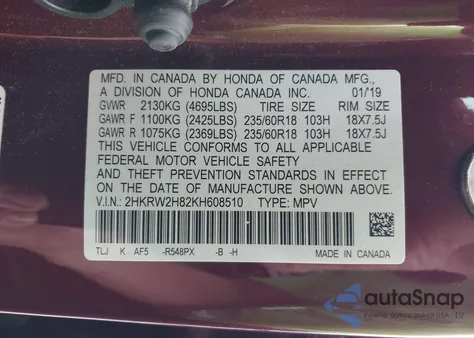 MFD. IN CANADA BY HONDA OF CANADA MFG.,
A DIVISION OF HONDA CANADA INC. 01/19
GVWR 2130KG (4695LBS) TIRE SIZE RIM SIZE
GAWR F 1100KG (2425LBS) 235/60R18 103H 18X7.5J
GAWR R 1075KG (2369LBS) 235/60R18 103H 18X7.5J
THIS VEHICLE CONFORMS TO ALL APPLICABLE
FEDERAL MOTOR VEHICLE SAFETY
AND THEFT PREVENTION STANDARDS IN EFFECT
ON THE DATE OF MANUFACTURE SHOWN ABOVE.
V.I.N.: 2HKRW2H82KH608510 TYPE: MPV
TLJ K AF5 -R548PX -B -H MADE IN CANADA
autoSnap